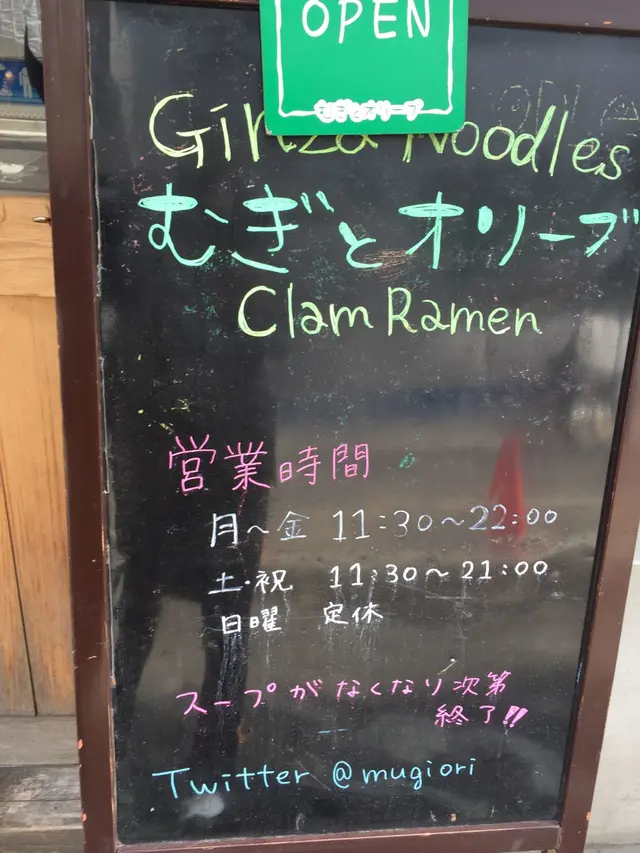 OPEN
むぎとオリーブ
Ginza Noodles
むぎとオリーブ
Clam Ramen
営業時間
月～金 11:30～22:00
土・祝 11:30～21:00
日曜 定休
スープがなくなり次第
終了!!
Twitter @mugiori